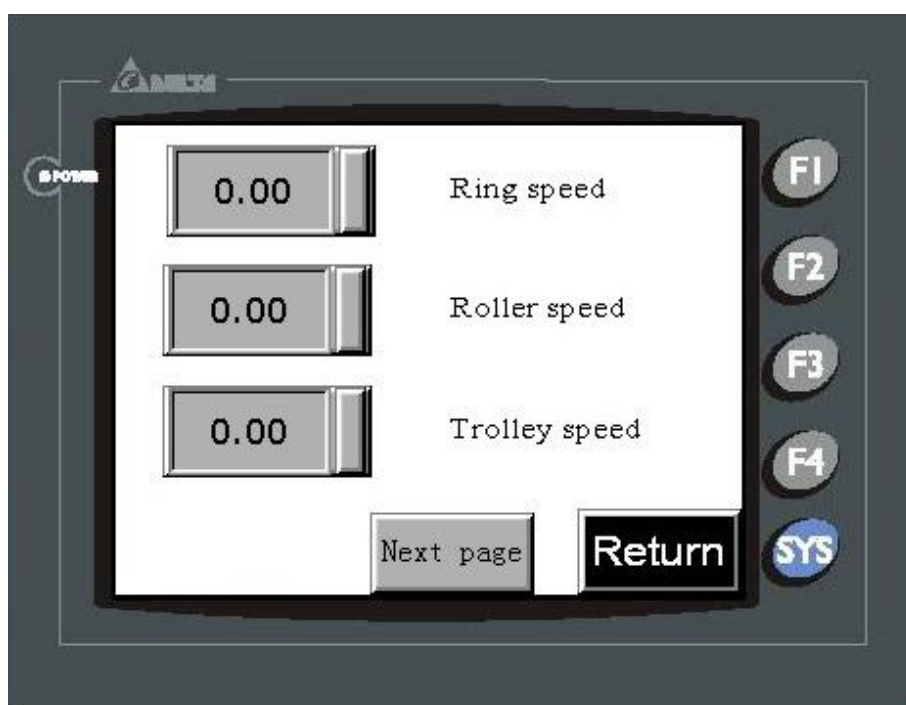 DELTA
POWER
0.00 Ring speed F1
F2
0.00 Roller speed
F3
0.00 Trolley speed
F4
Next page Return SYS